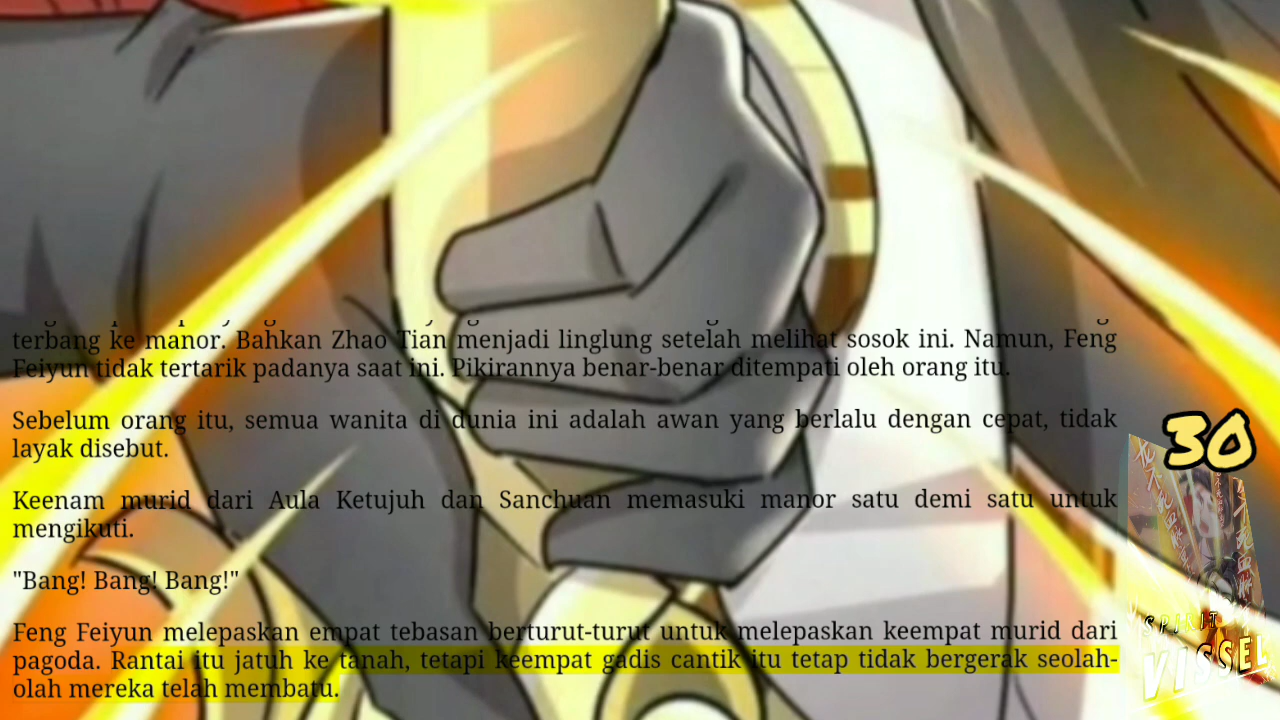 terbang ke manor. Bahkan Zhao Tian menjadi linglung setelah melihat sosok ini. Namun, Feng
Feiyun tidak tertarik padanya saat ini. Pikirannya benar-benar ditempati oleh orang itu.
Sebelum orang itu, semua wanita di dunia ini adalah awan yang berlalu dengan cepat, tidak
layak disebut.
Keenam murid dari Aula Ketujuh dan Sanchuan memasuki manor satu demi satu untuk
mengikuti.
"Bang! Bang! Bang!"
Feng Feiyun melepaskan empat tebasan berturut-turut untuk melepaskan keempat murid dari
pagoda. Rantai itu jatuh ke tanah, tetapi keempat gadis cantik itu tetap tidak bergerak seolah-
olah mereka telah membatu.
30
SPIRIT
VISSEL